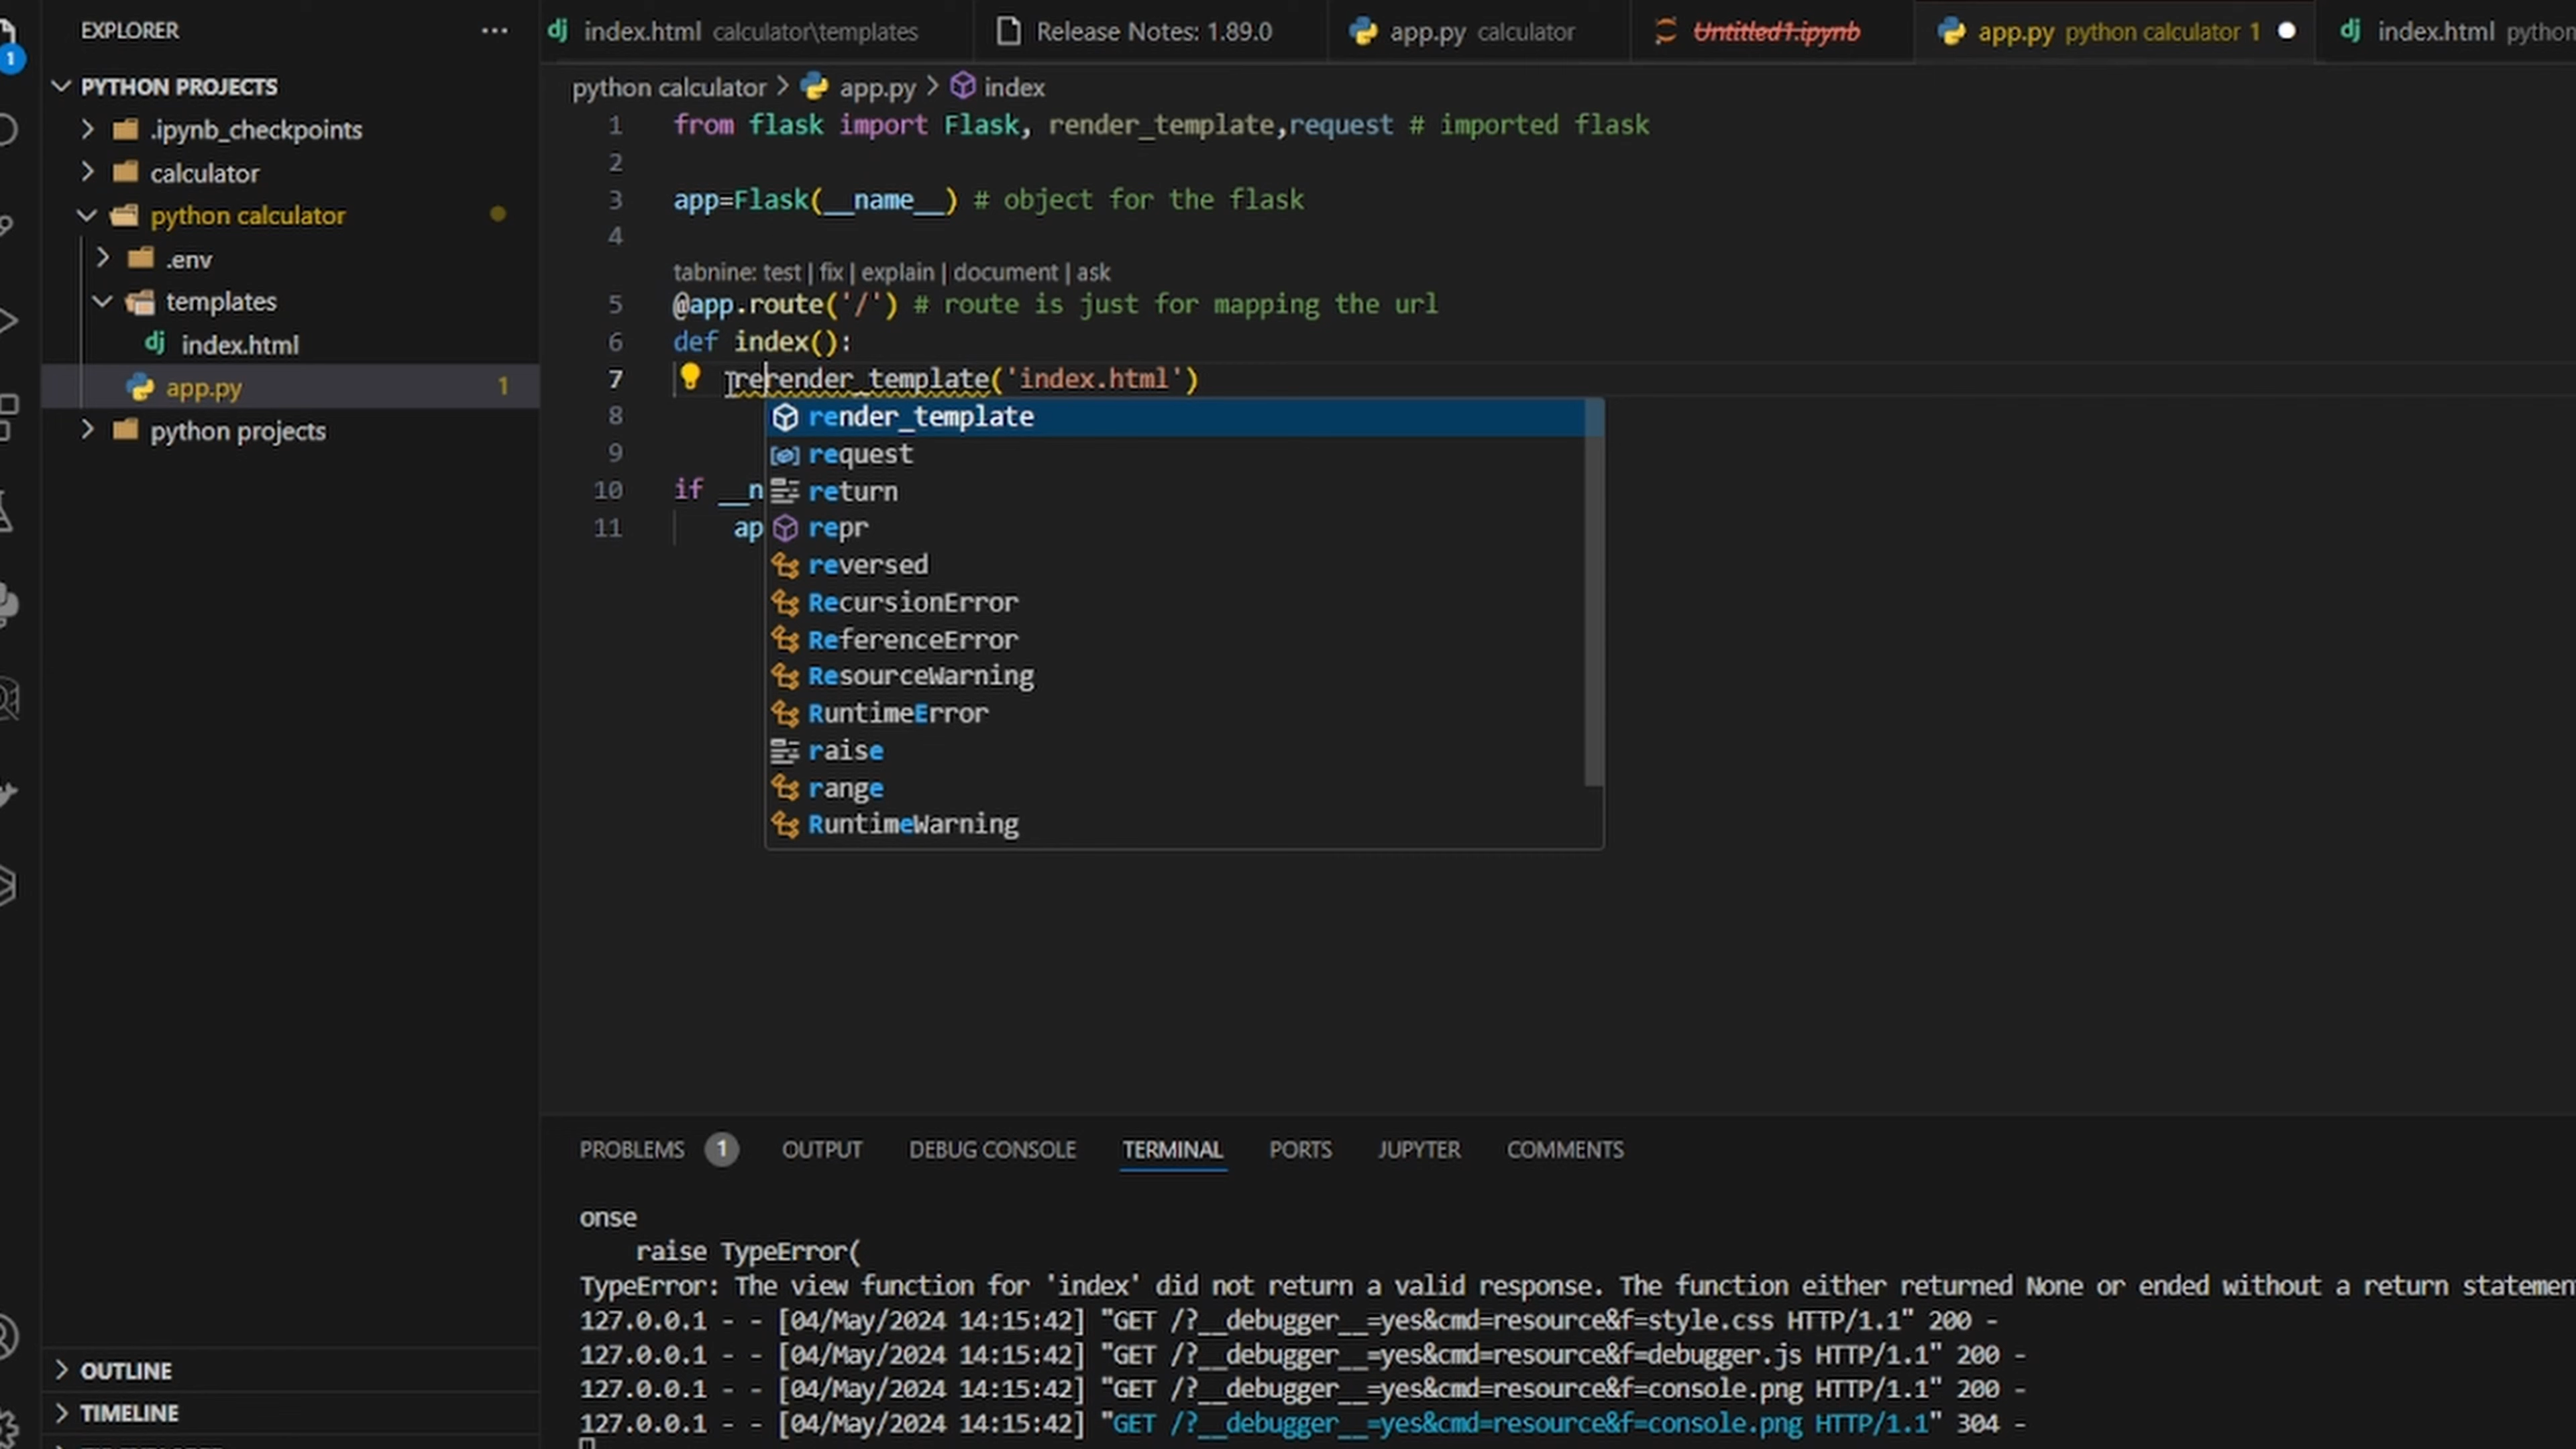 EXPLORER
PYTHON PROJECTS
.ipynb_checkpoints
calculator
python calculator
.env
templates
index.html
app.py 1
python projects
OUTLINE
TIMELINE
1
index.html calculator\templates
Release Notes: 1.89.0
app.py calculator
Untitled1.ipynb
app.py python calculator 1
index.html python
python calculator > app.py > index
1 from flask import Flask, render_template,request # imported flask
2
3 app=Flask(__name__) # object for the flask
4
tabnine: test | fix | explain | document | ask
5 @app.route('/') # route is just for mapping the url
6 def index():
7 rerender_template('index.html')
8
9
10 if __n
11 ap
render_template
request
return
repr
reversed
RecursionError
ReferenceError
ResourceWarning
RuntimeError
raise
range
RuntimeWarning
PROBLEMS 1 OUTPUT DEBUG CONSOLE TERMINAL PORTS JUPYTER COMMENTS
onse
raise TypeError(
TypeError: The view function for 'index' did not return a valid response. The function either returned None or ended without a return statemen
127.0.0.1 - - [04/May/2024 14:15:42] "GET /?__debugger__=yes&cmd=resource&f=style.css HTTP/1.1" 200 -
127.0.0.1 - - [04/May/2024 14:15:42] "GET /?__debugger__=yes&cmd=resource&f=debugger.js HTTP/1.1" 200 -
127.0.0.1 - - [04/May/2024 14:15:42] "GET /?__debugger__=yes&cmd=resource&f=console.png HTTP/1.1" 200 -
127.0.0.1 - - [04/May/2024 14:15:42] "GET /?__debugger__=yes&cmd=resource&f=console.png HTTP/1.1" 304 -